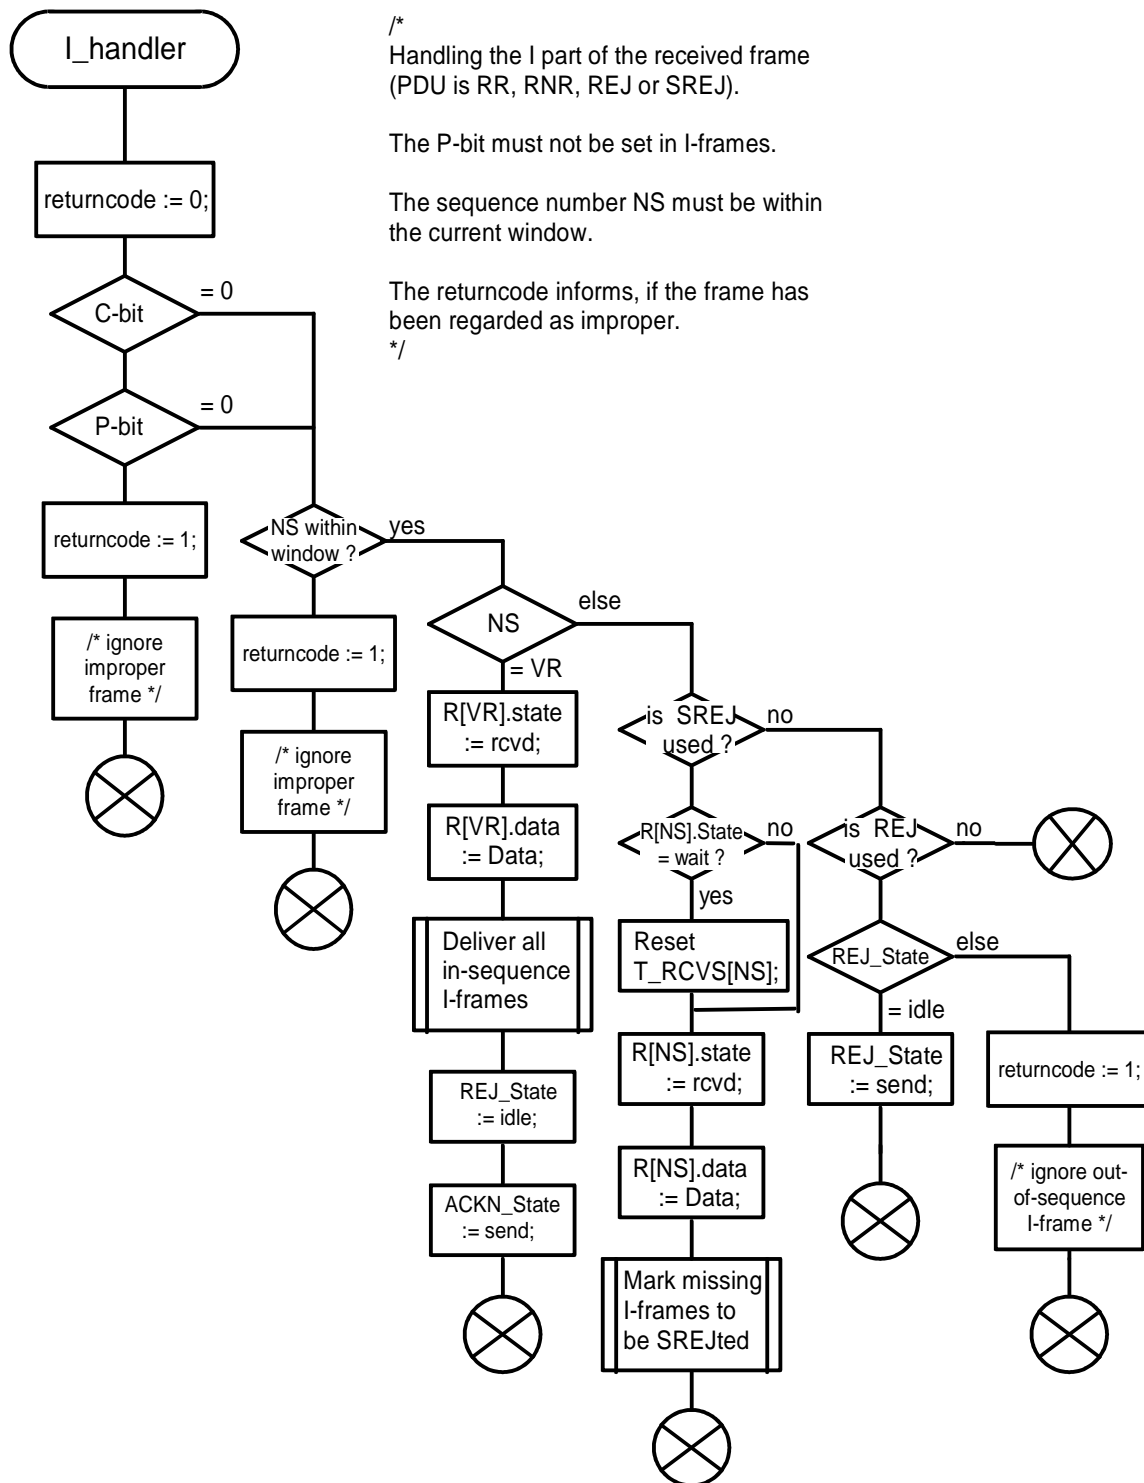 I_handler
/*
Handling the I part of the received frame
(PDU is RR, RNR, REJ or SREJ).
The P-bit must not be set in I-frames.
The sequence number NS must be within
the current window.
The returncode informs, if the frame has
been regarded as improper.
*/
returncode := 0;
C-bit
= 0
P-bit
= 0
returncode := 1;
/* ignore
improper
frame */
NS within
window ?
yes
returncode := 1;
/* ignore
improper
frame */
NS
else
= VR
R[VR].state
:= rcvd;
R[VR].data
:= Data;
Deliver all
in-sequence
I-frames
REJ_State
:= idle;
ACKN_State
:= send;
is SREJ
used ?
no
R[NS].State
= wait ?
no
yes
Reset
T_RCVS[NS];
R[NS].state
:= rcvd;
R[NS].data
:= Data;
Mark missing
I-frames to
be SREJted
is REJ
used ?
no
REJ_State
else
= idle
REJ_State
:= send;
returncode := 1;
/* ignore out-
of-sequence
I-frame */